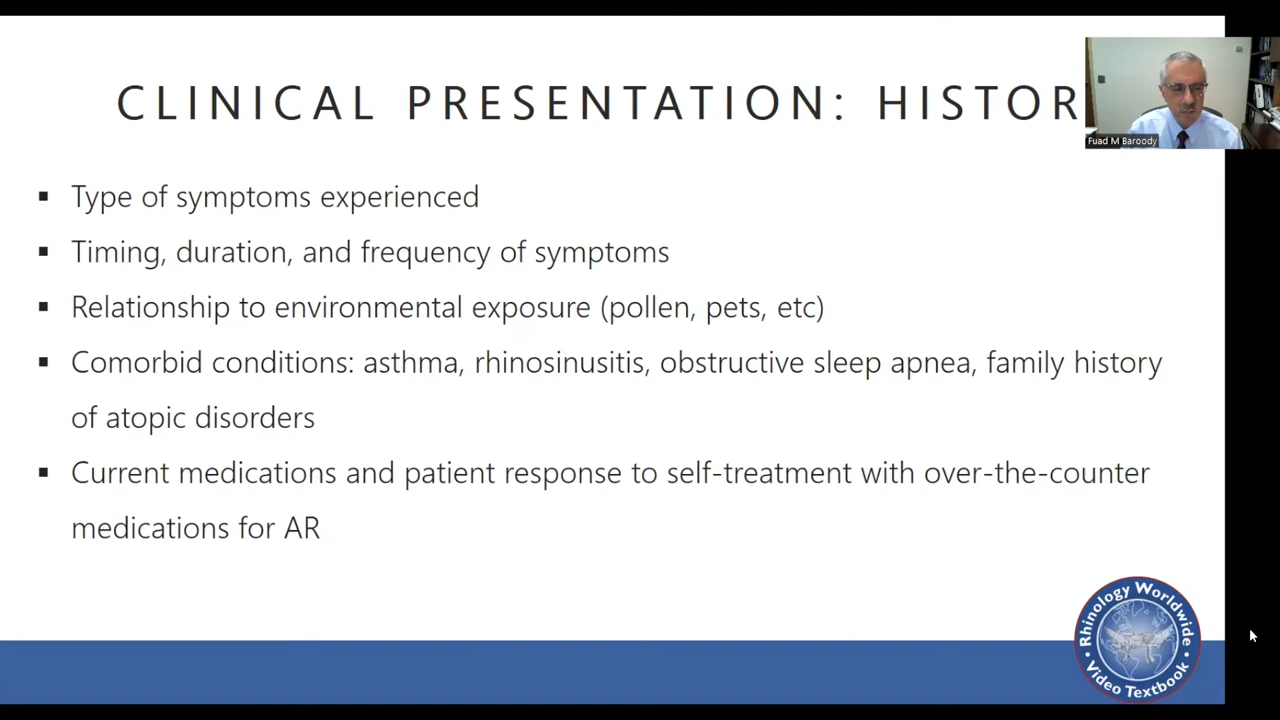 CLINICAL PRESENTATION: HISTOR
Fuad M Baroody
▪ Type of symptoms experienced
▪ Timing, duration, and frequency of symptoms
▪ Relationship to environmental exposure (pollen, pets, etc)
▪ Comorbid conditions: asthma, rhinosinusitis, obstructive sleep apnea, family history
of atopic disorders
▪ Current medications and patient response to self-treatment with over-the-counter
medications for AR
Rhinology Worldwide
• Video Textbook •